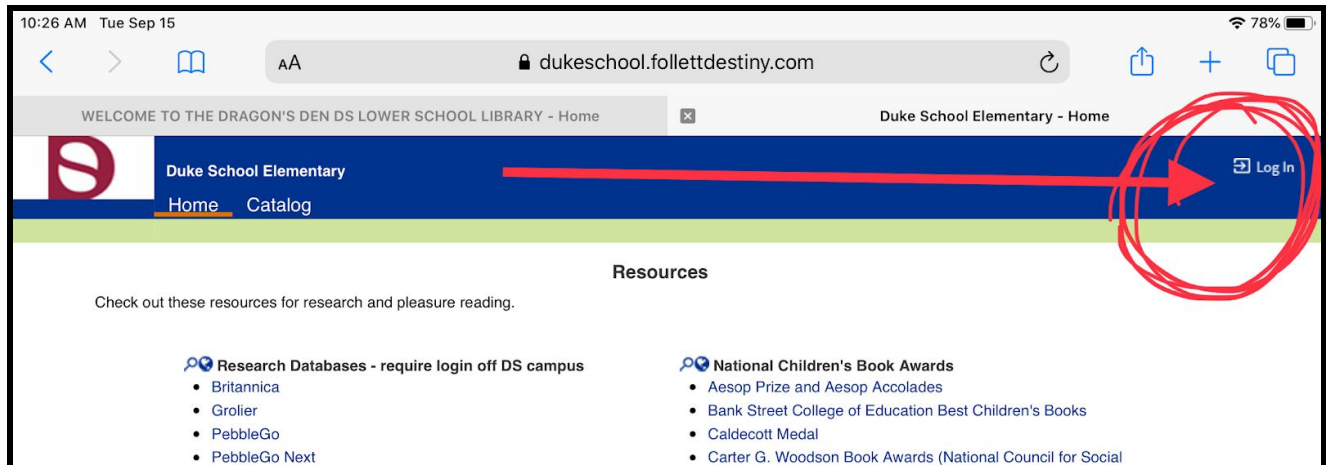 10:26 AM Tue Sep 15 78%
AA dukeschool.follettdestiny.com
WELCOME TO THE DRAGON'S DEN DS LOWER SCHOOL LIBRARY - Home Duke School Elementary - Home
Duke School Elementary Log In
Home Catalog
Resources
Check out these resources for research and pleasure reading.
Research Databases - require login off DS campus
• Britannica
• Grolier
• PebbleGo
• PebbleGo Next
National Children's Book Awards
• Aesop Prize and Aesop Accolades
• Bank Street College of Education Best Children's Books
• Caldecott Medal
• Carter G. Woodson Book Awards (National Council for Social